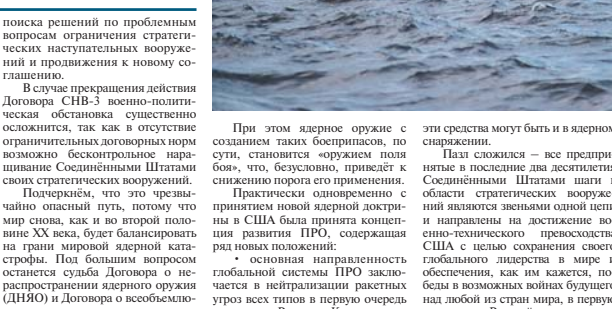 поиска решений по проблемным
вопросам ограничения стратеги-
ческих наступательных вооруже-
ний и продвижения к новому со-
глашению.
В случае прекращения действия
Договора СНВ-3 военно-полити-
ческая обстановка существенно
осложнится, так как в отсутствие
ограничительных договорных норм
возможно бесконтрольное нара-
щивание Соединёнными Штатами
своих стратегических вооружений.
Подчеркнём, что это чрезвы-
чайно опасный путь, потому что
мир снова, как и во второй поло-
вине XX века, будет балансировать
на грани мировой ядерной ката-
строфы. Под большим вопросом
останется судьба Договора о не-
распространении ядерного оружия
(ДНЯО) и Договора о всеобъемлю-
При этом ядерное оружие с
созданием таких боеприпасов, по
сути, становится «оружием поля
боя», что, безусловно, приведёт к
снижению порога его применения.
Практически одновременно с
принятием новой ядерной доктри-
ны в США была принята концеп-
ция развития ПРО, содержащая
ряд новых положений:
• основная направленность
глобальной системы ПРО заклю-
чается в нейтрализации ракетных
угроз всех типов в первую очередь
эти средства могут быть и в ядерном
снаряжении.
Пазл сложился – все предпри-
нятые в последние два десятилетия
Соединёнными Штатами шаги в
области стратегических вооруже-
ний являются звеньями одной цепи
и направлены на достижение во-
енно-технического превосходства
США с целью сохранения своего
глобального лидерства в мире и
обеспечения, как им кажется, по-
беды в возможных войнах будущего
над любой из стран мира, в первую